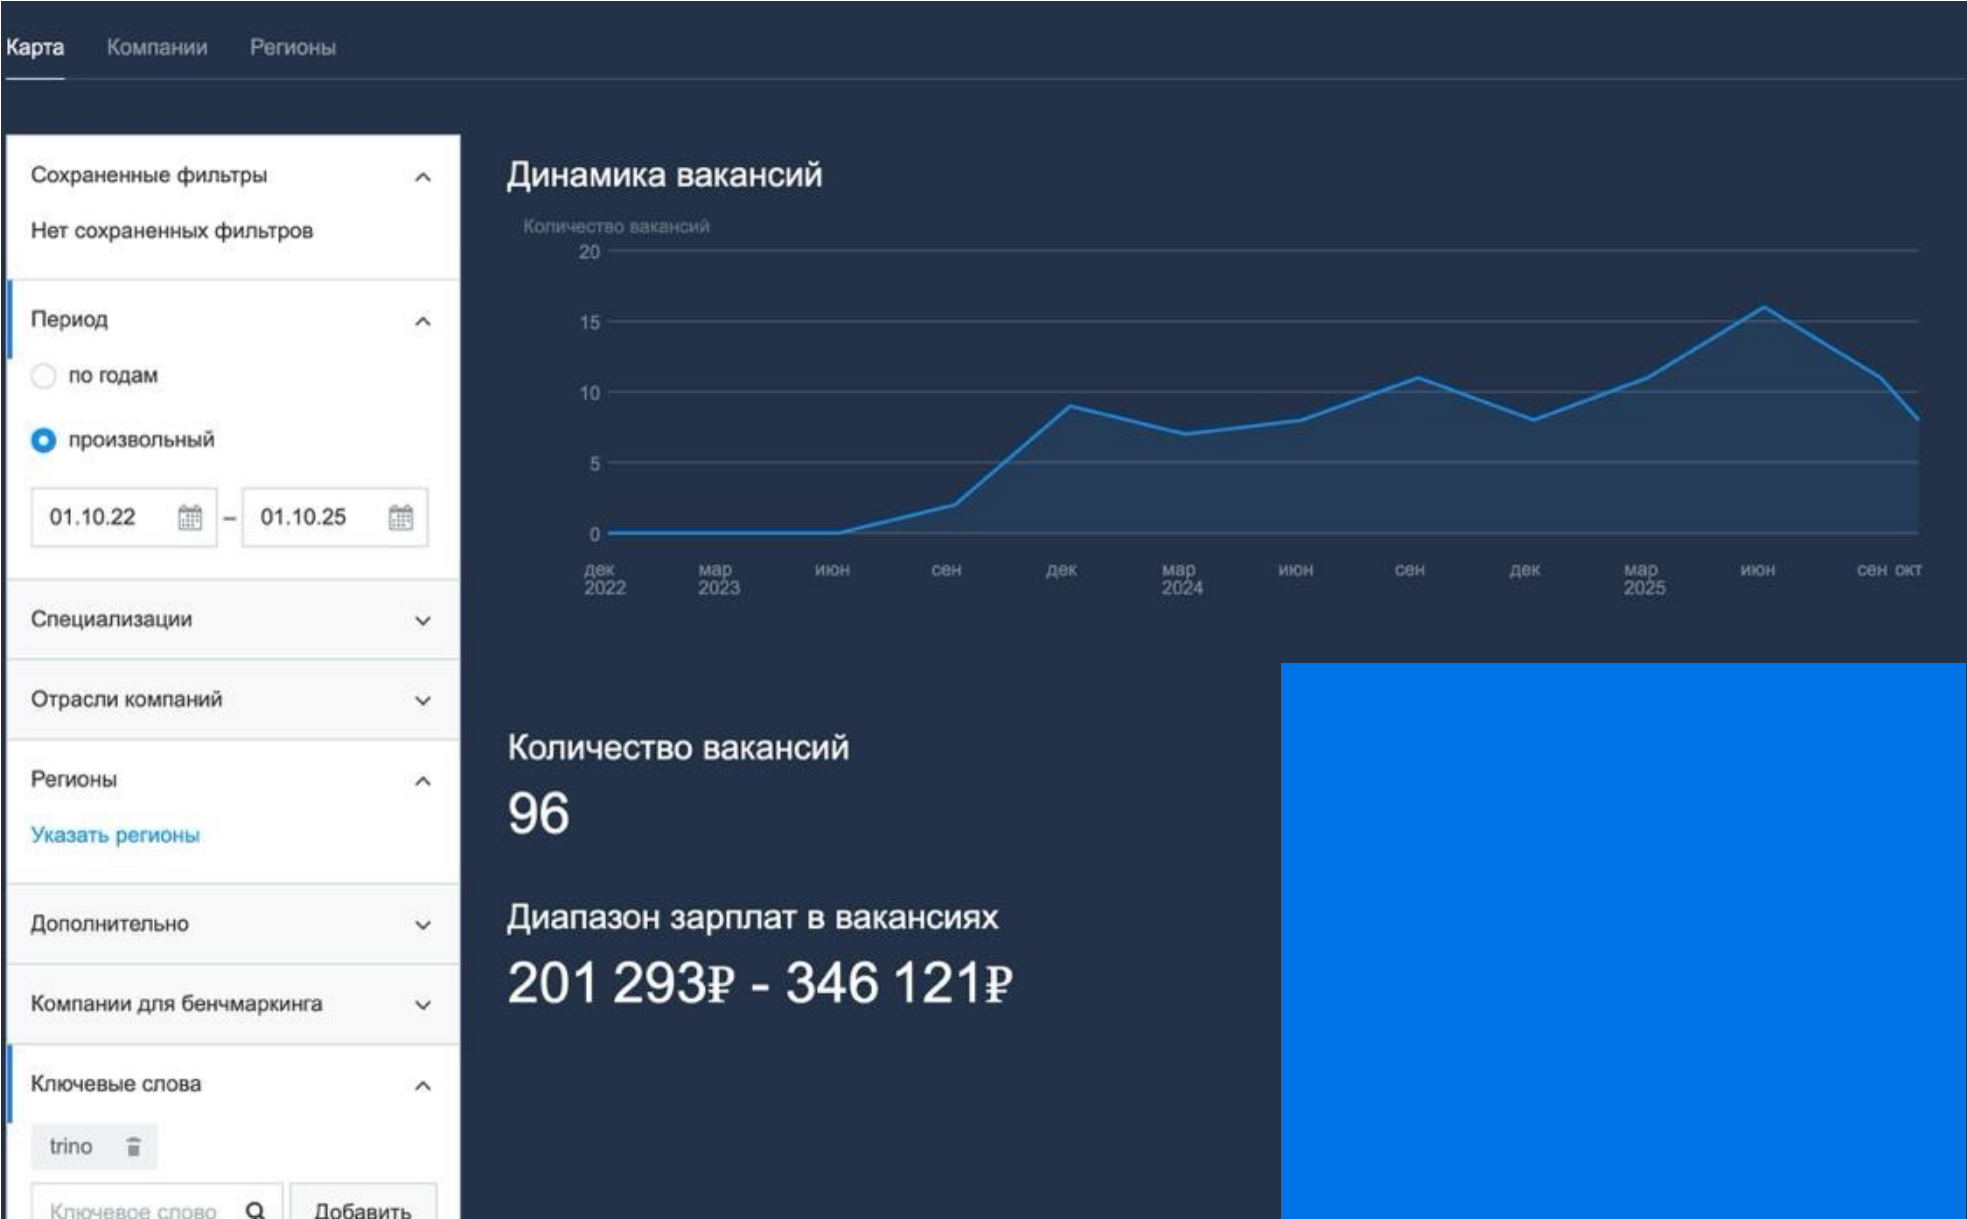 Карта Компании Регионы
Сохраненные фильтры
Нет сохраненных фильтров
Период
по годам
произвольный
01.10.22 – 01.10.25
Специализации
Отрасли компаний
Регионы
Указать регионы
Дополнительно
Компании для бенчмаркинга
Ключевые слова
trino
Ключевое слово Добавить
Динамика вакансий
Количество вакансий
20
15
10
5
0
дек мар июн сен дек мар июн сен дек мар июн сен окт
2022 2023 2024 2025
Количество вакансий
96
Диапазон зарплат в вакансиях
201 293₽ - 346 121₽